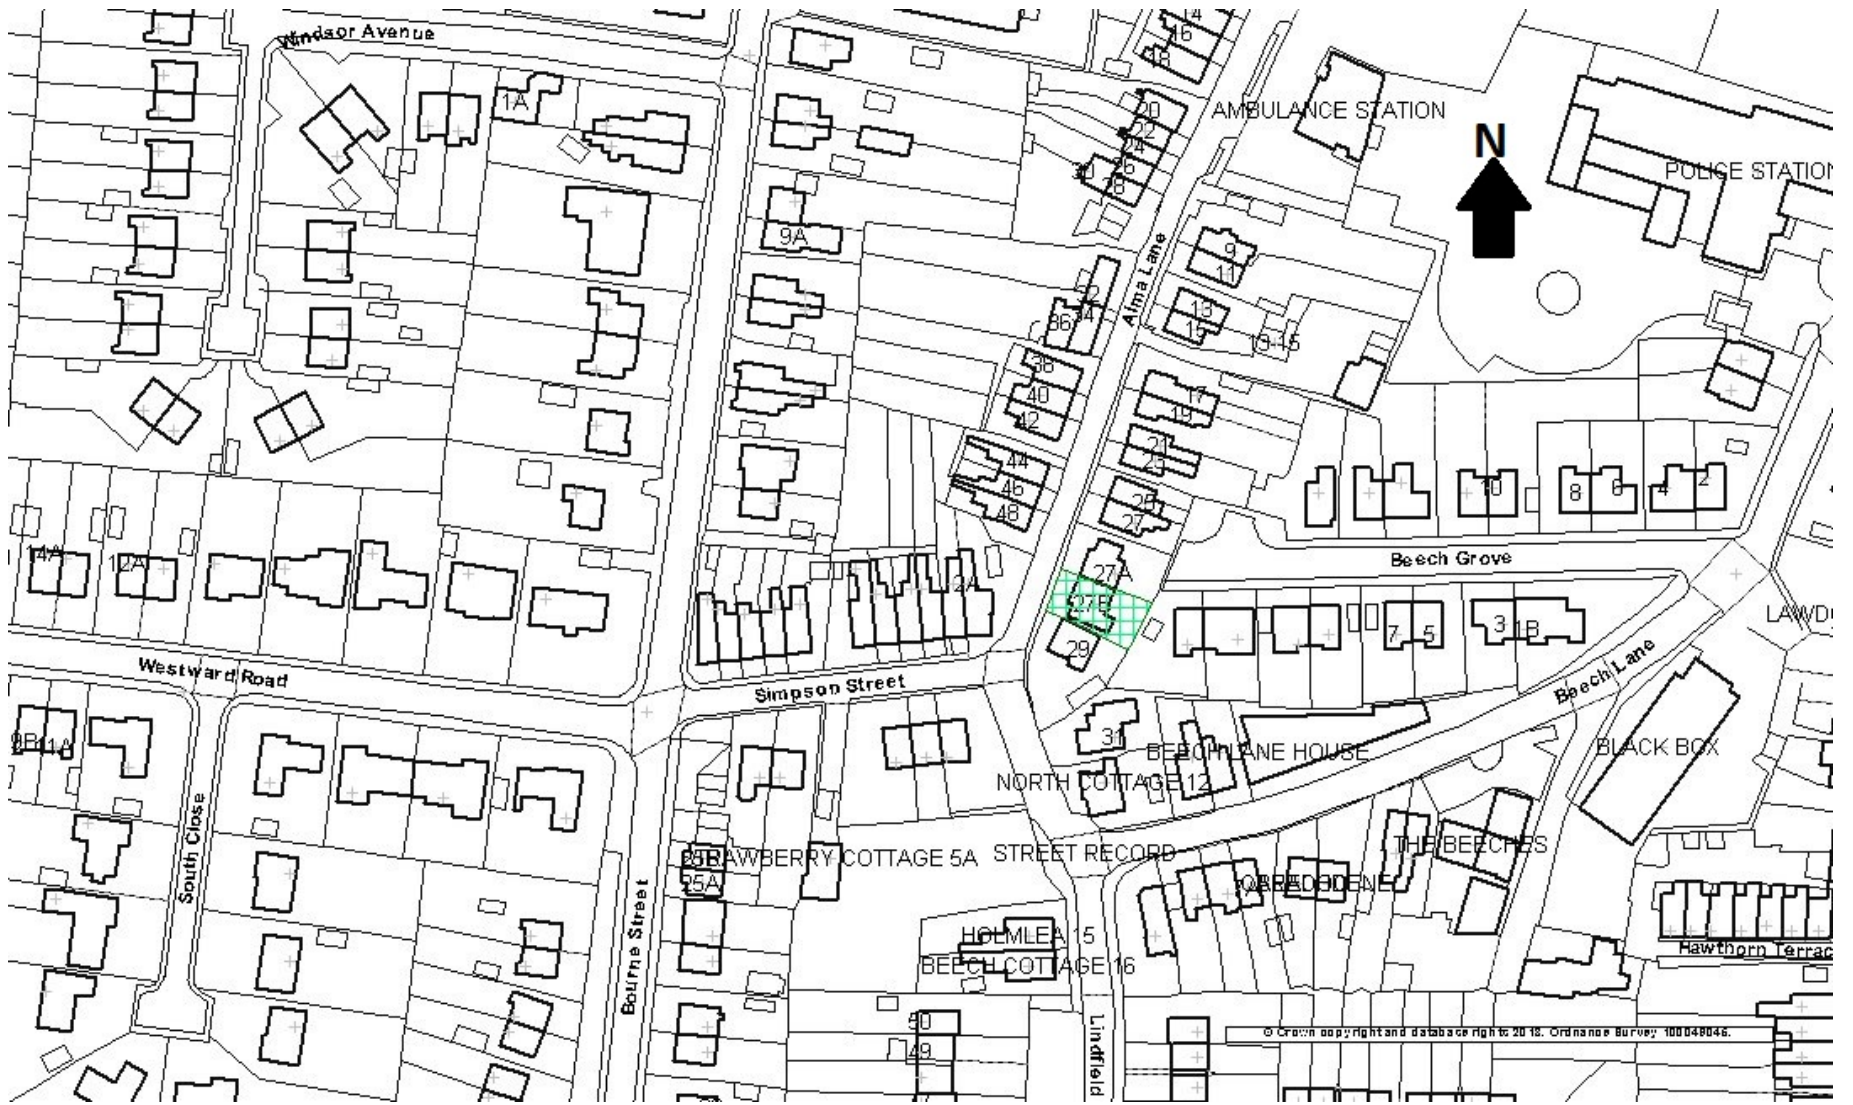 Windsor Avenue
14
16
18
1A
20
22
24
26
28
30
AMBULANCE STATION
N
POLICE STATION
9A
Alma Lane
9
11
32
34
36
13
15
13-15
38
40
42
17
19
21
23
44
46
48
25
27
10
8
6
4
2
14A
12A
Beech Grove
27A
2A
27B
29
7
5
3
1B
Westward Road
Simpson Street
Beech Lane
31
BEECH LANE HOUSE
BLACK BOX
NORTH COTTAGE 12
9B
11A
South Close
STRAWBERRY COTTAGE 5A
STREET RECORD
THE BEECHES
25A
Bourne Street
HOLMLEA 15
BEECH COTTAGE 16
Hawthorn Terrac
50
49
Lindfield
© Crown copyright and database rights 2018. Ordnance Survey 100049046.